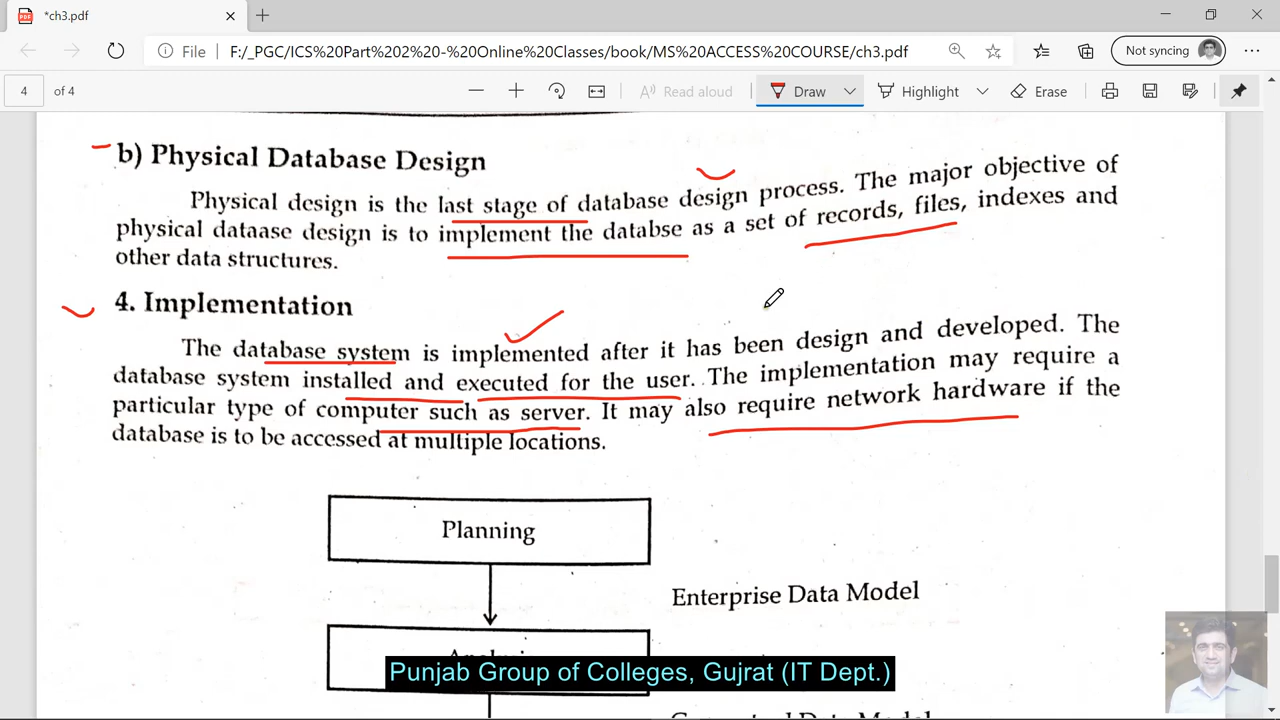 *ch3.pdf
File F:/_PGC/ICS%20Part%202%20-%20Online%20Classes/book/MS%20ACCESS%20COURSE/ch3.pdf
Not syncing
4 of 4
Read aloud
Draw
Highlight
Erase
b) Physical Database Design
Physical design is the last stage of database design process. The major objective of
physical dataase design is to implement the databse as a set of records, files, indexes and
other data structures.
4. Implementation
The database system is implemented after it has been design and developed. The
database system installed and executed for the user. The implementation may require a
particular type of computer such as server. It may also require network hardware if the
database is to be accessed at multiple locations.
Planning
Enterprise Data Model
Punjab Group of Colleges, Gujrat (IT Dept.)